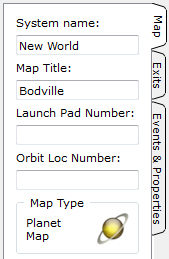 System name:
New World
Map Title:
Bodville
Launch Pad Number:
Orbit Loc Number:
Map Type
Planet
Map
Map
Exits
Events & Properties